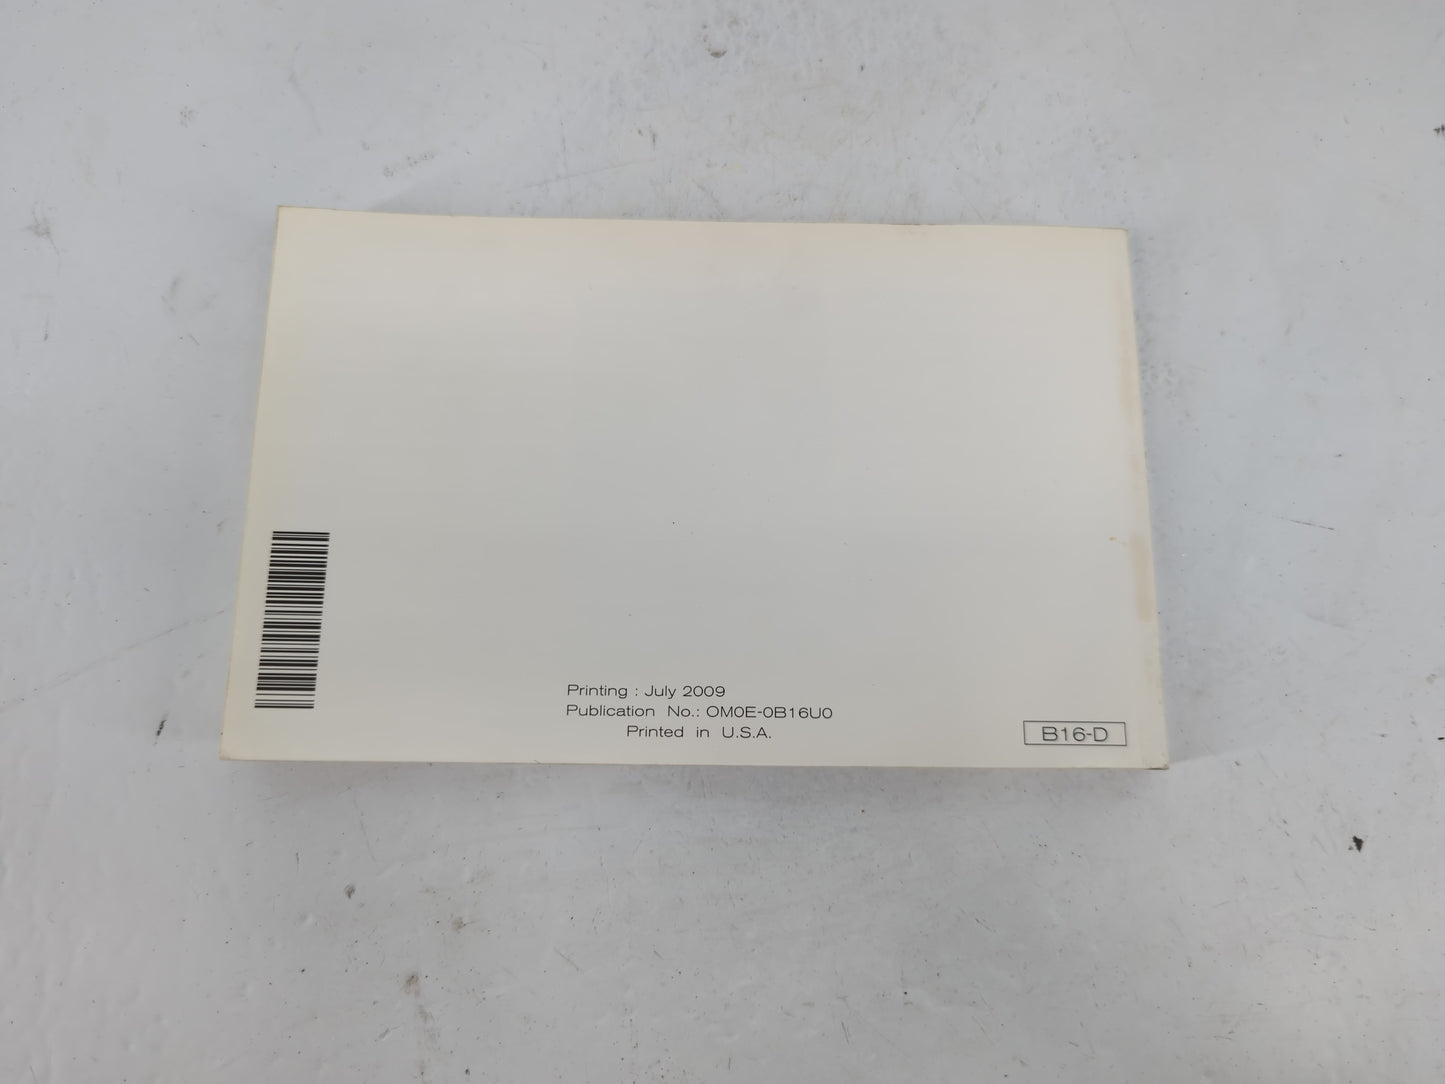 Printing : July 2009
Publication No.: OM0E-0B16U0
Printed in U.S.A.
B16-D